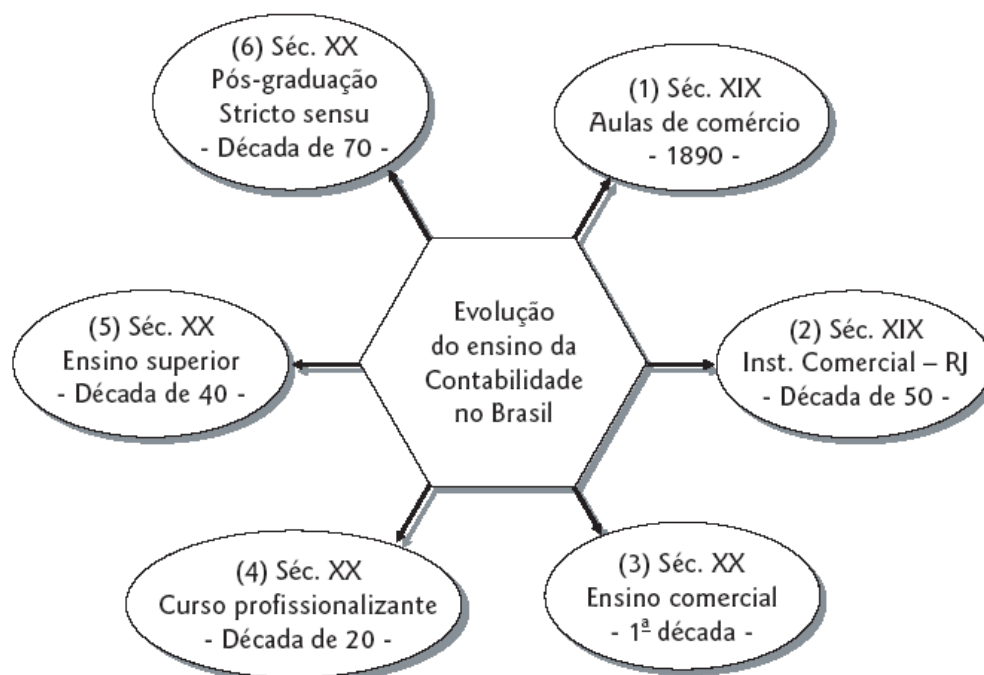 (6) Séc. XX
Pós-graduação
Stricto sensu
- Década de 70 -
(1) Séc. XIX
Aulas de comércio
- 1890 -
(5) Séc. XX
Ensino superior
- Década de 40 -
Evolução
do ensino da
Contabilidade
no Brasil
(2) Séc. XIX
Inst. Comercial – RJ
- Década de 50 -
(4) Séc. XX
Curso profissionalizante
- Década de 20 -
(3) Séc. XX
Ensino comercial
- 1ª década -